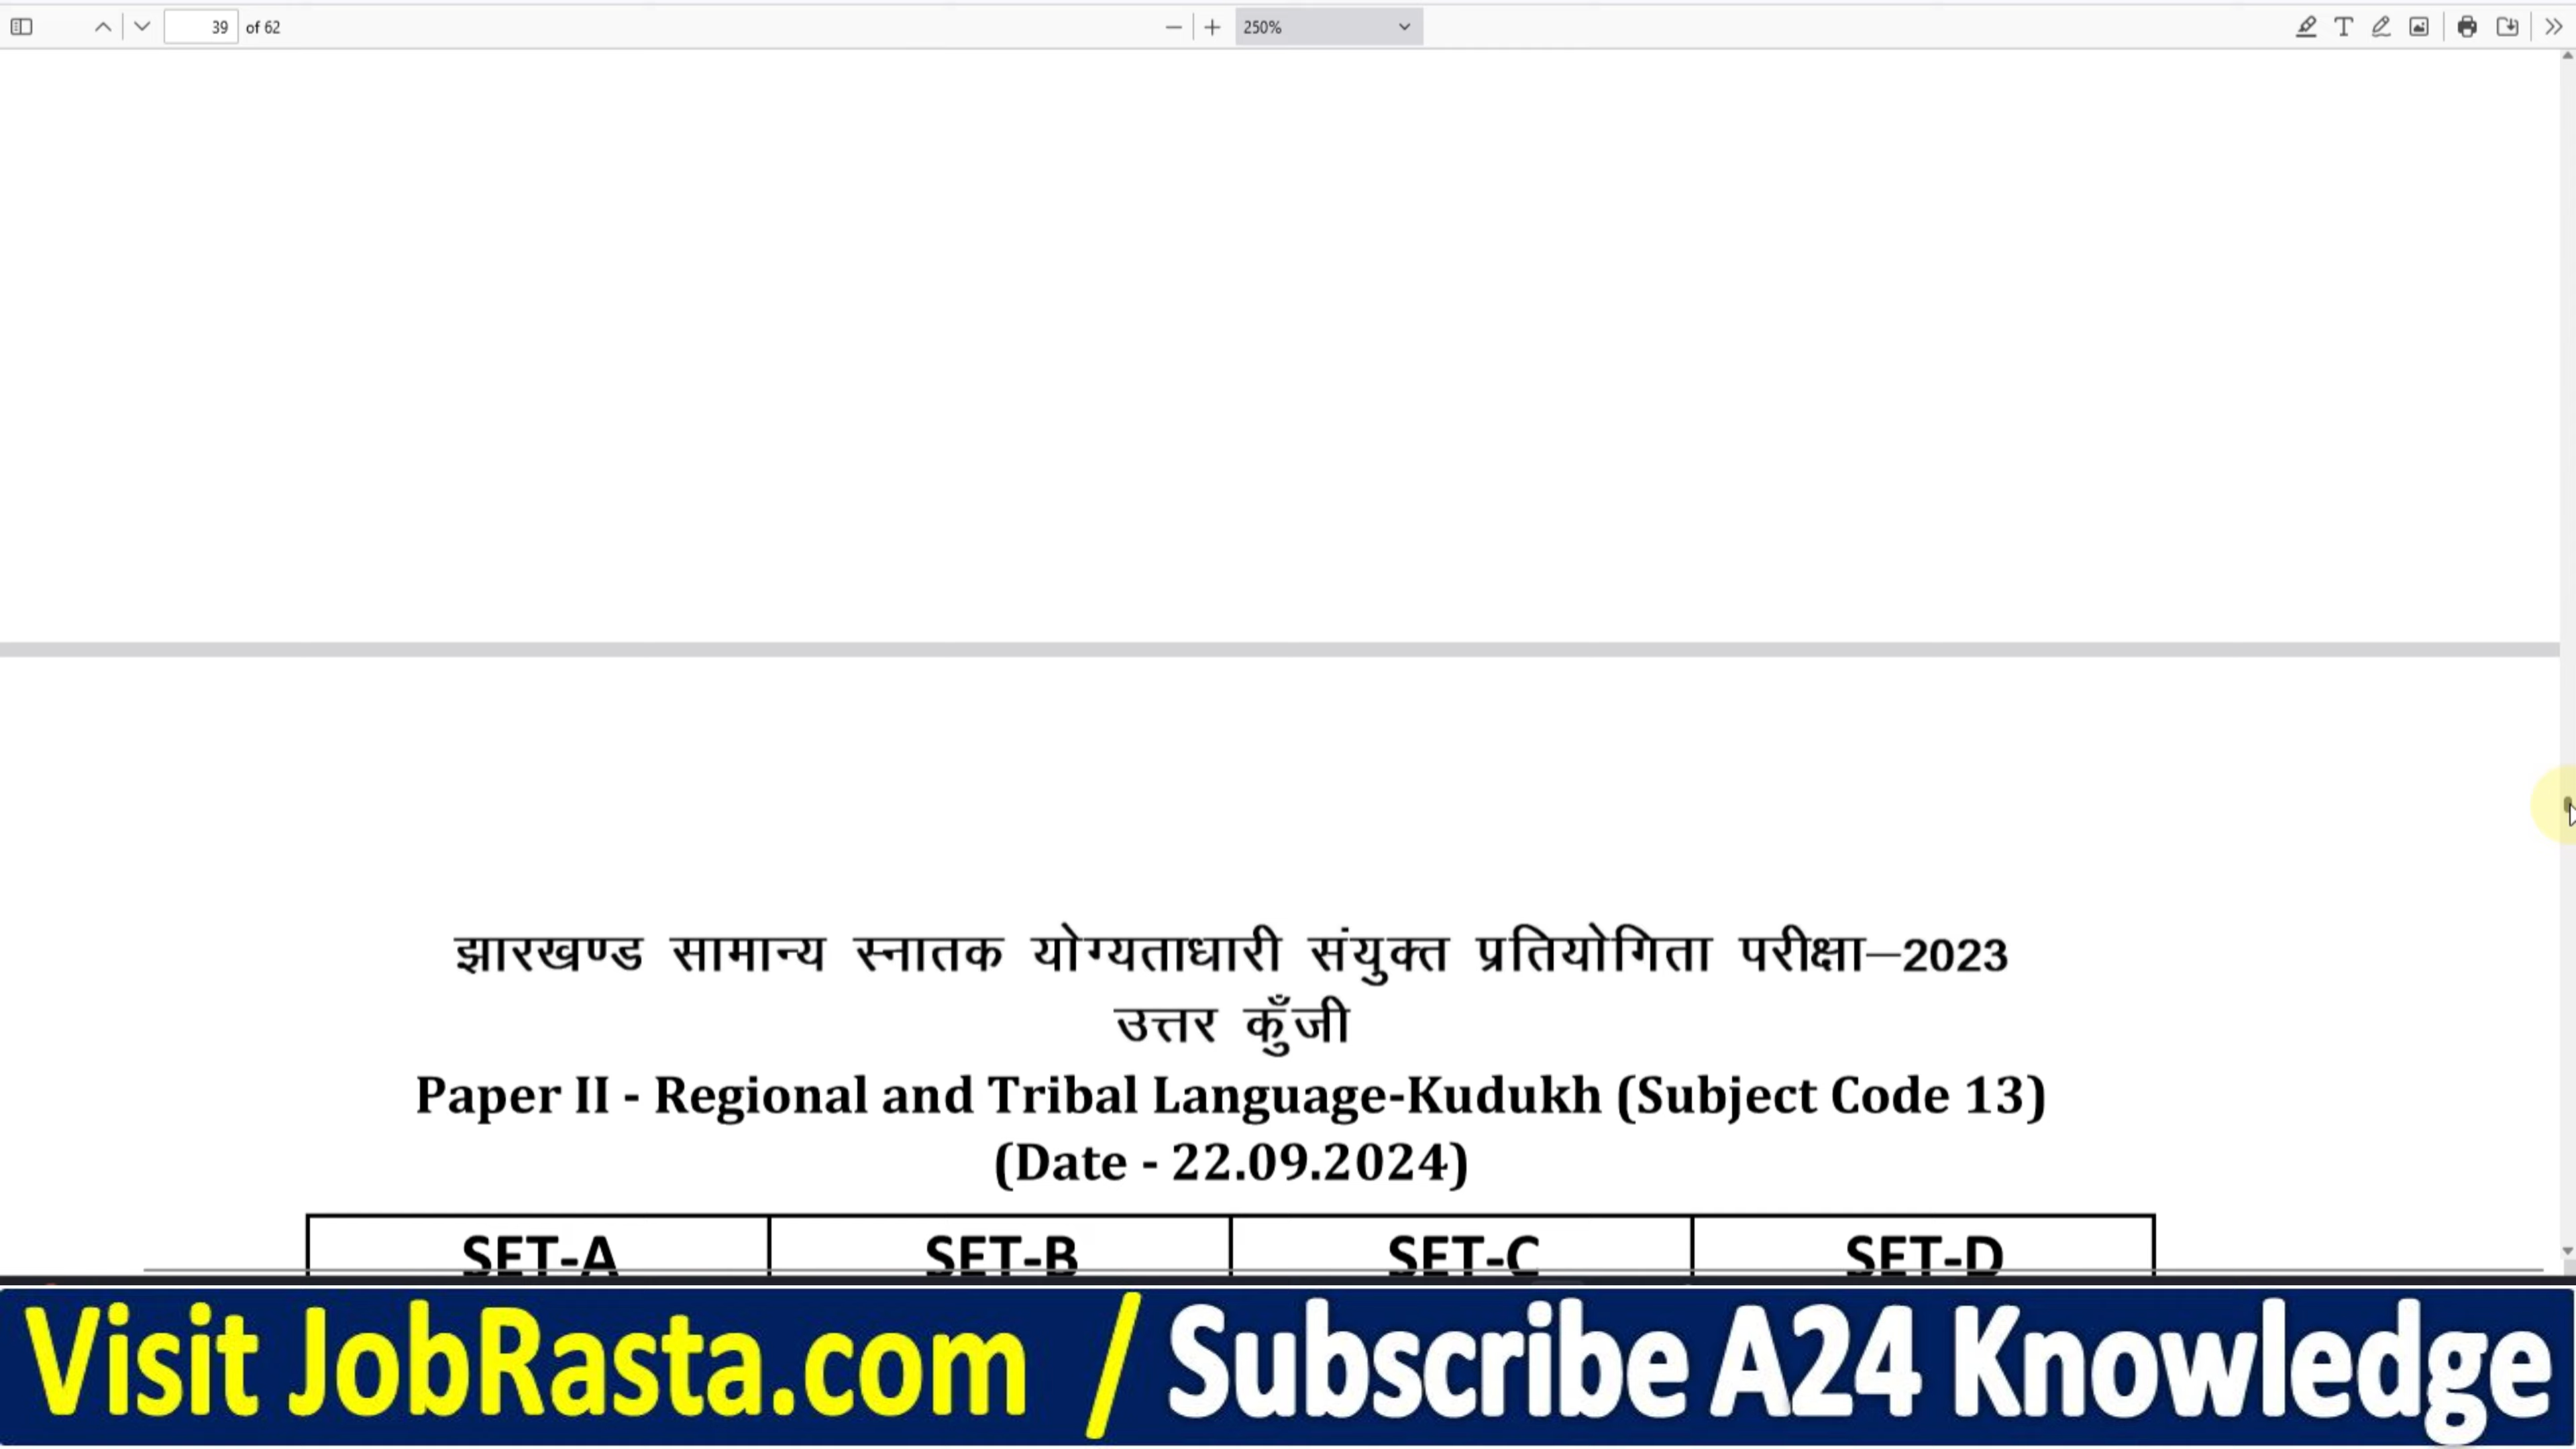 39 of 62
250%
झारखण्ड सामान्य स्नातक योग्यताधारी संयुक्त प्रतियोगिता परीक्षा—2023
उत्तर कुँजी
Paper II - Regional and Tribal Language-Kudukh (Subject Code 13)
(Date - 22.09.2024)
SET-A SET-B SET-C SET-D
Visit JobRasta.com / Subscribe A24 Knowledge